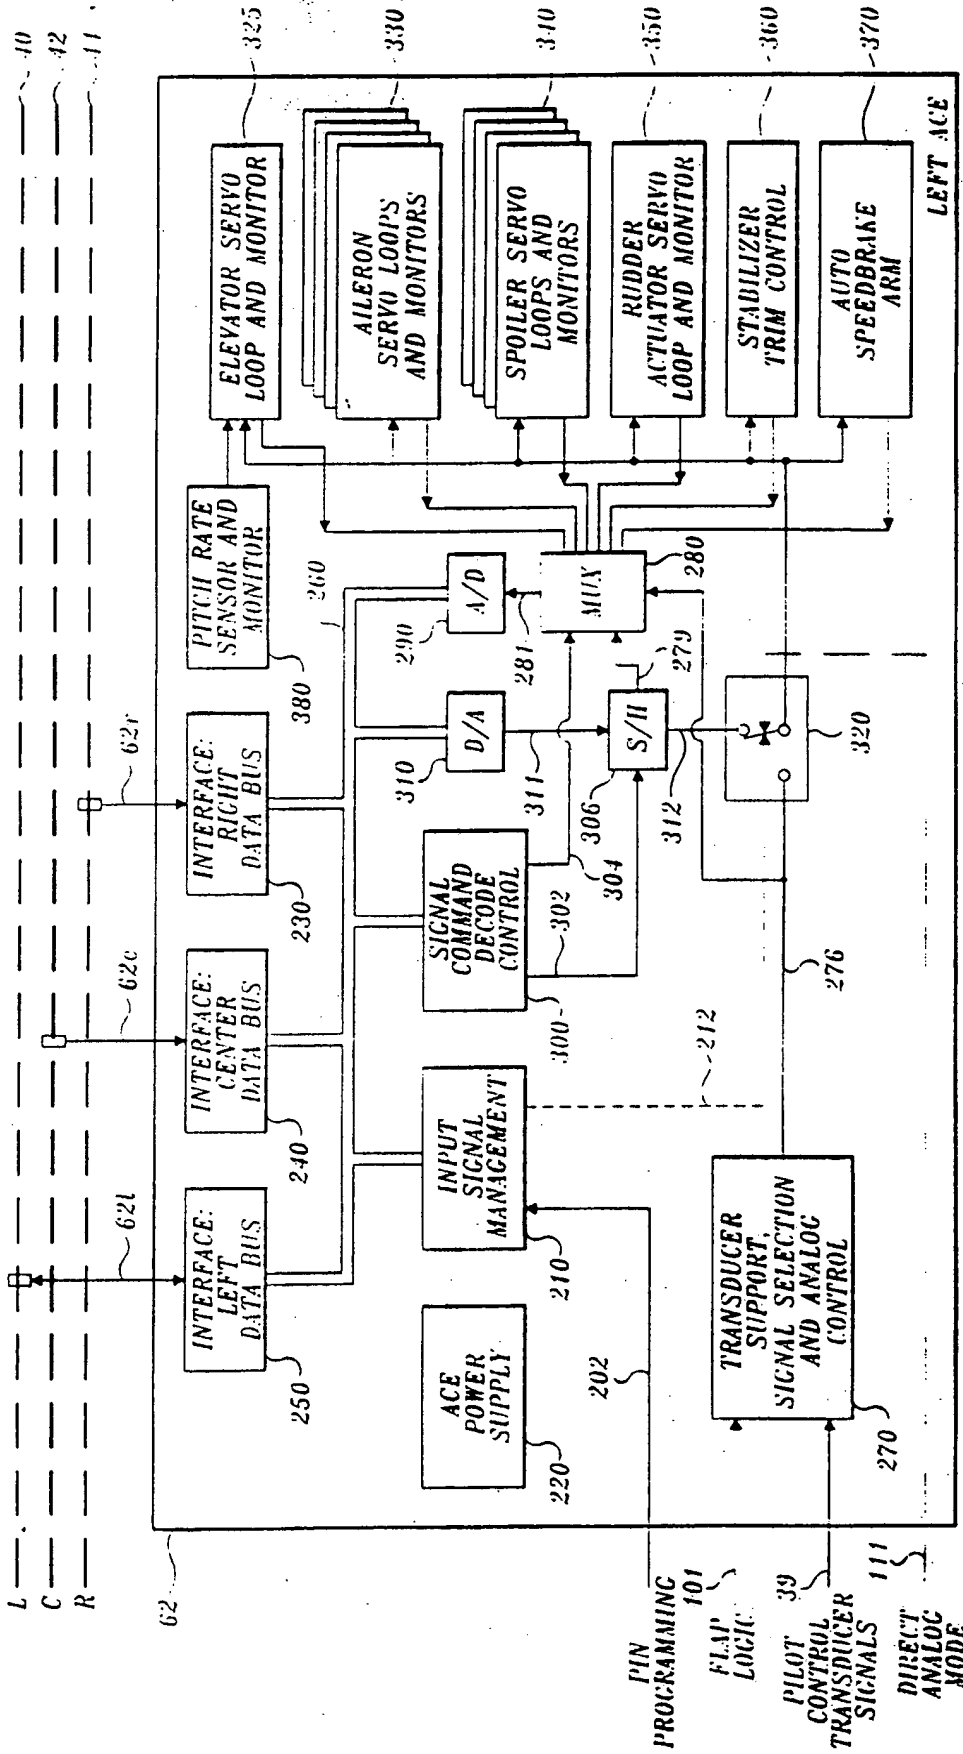 L
C
R
40
42
41
62l
62c
62r
62
INTERFACE:
LEFT
DATA BUS
250
INTERFACE:
CENTER
DATA BUS
240
INTERFACE:
RIGHT
DATA BUS
230
PITCH RATE
SENSOR AND
MONITOR
380
260
ELEVATOR SERVO
LOOP AND MONITOR
325
AILERON
SERVO LOOPS
AND MONITORS
330
SPOILER SERVO
LOOPS AND
MONITORS
340
RUDDER
ACTUATOR SERVO
LOOP AND MONITOR
350
STABILIZER
TRIM CONTROL
360
AUTO
SPEEDBRAKE
ARM
370
ACE
POWER
SUPPLY
220
INPUT
SIGNAL
MANAGEMENT
210
SIGNAL
COMMAND
DECODE
CONTROL
300
D/A
310
A/D
290
MUX
280
281
S/H
306
279
311
304
302
312
320
212
276
202
TRANSDUCER
SUPPORT,
SIGNAL SELECTION
AND ANALOG
CONTROL
270
PIN
PROGRAMMING
101
FLAP
LOGIC
39
PILOT
CONTROL
TRANSDUCER
SIGNALS
111
DIRECT
ANALOG
MODE
LEFT ACE